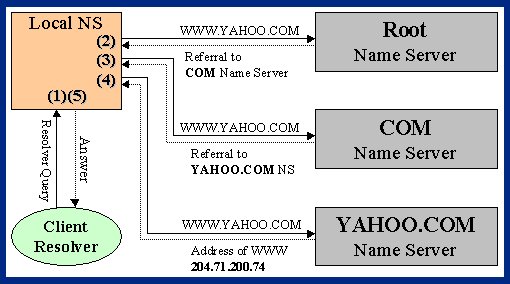 Local NS
(2)
(3)
(4)
(1)(5)
WWW.YAHOO.COM
Referral to
COM Name Server
Root
Name Server
WWW.YAHOO.COM
Referral to
YAHOO.COM NS
COM
Name Server
WWW.YAHOO.COM
Address of WWW
204.71.200.74
YAHOO.COM
Name Server
Resolver Query
Answer
Client
Resolver